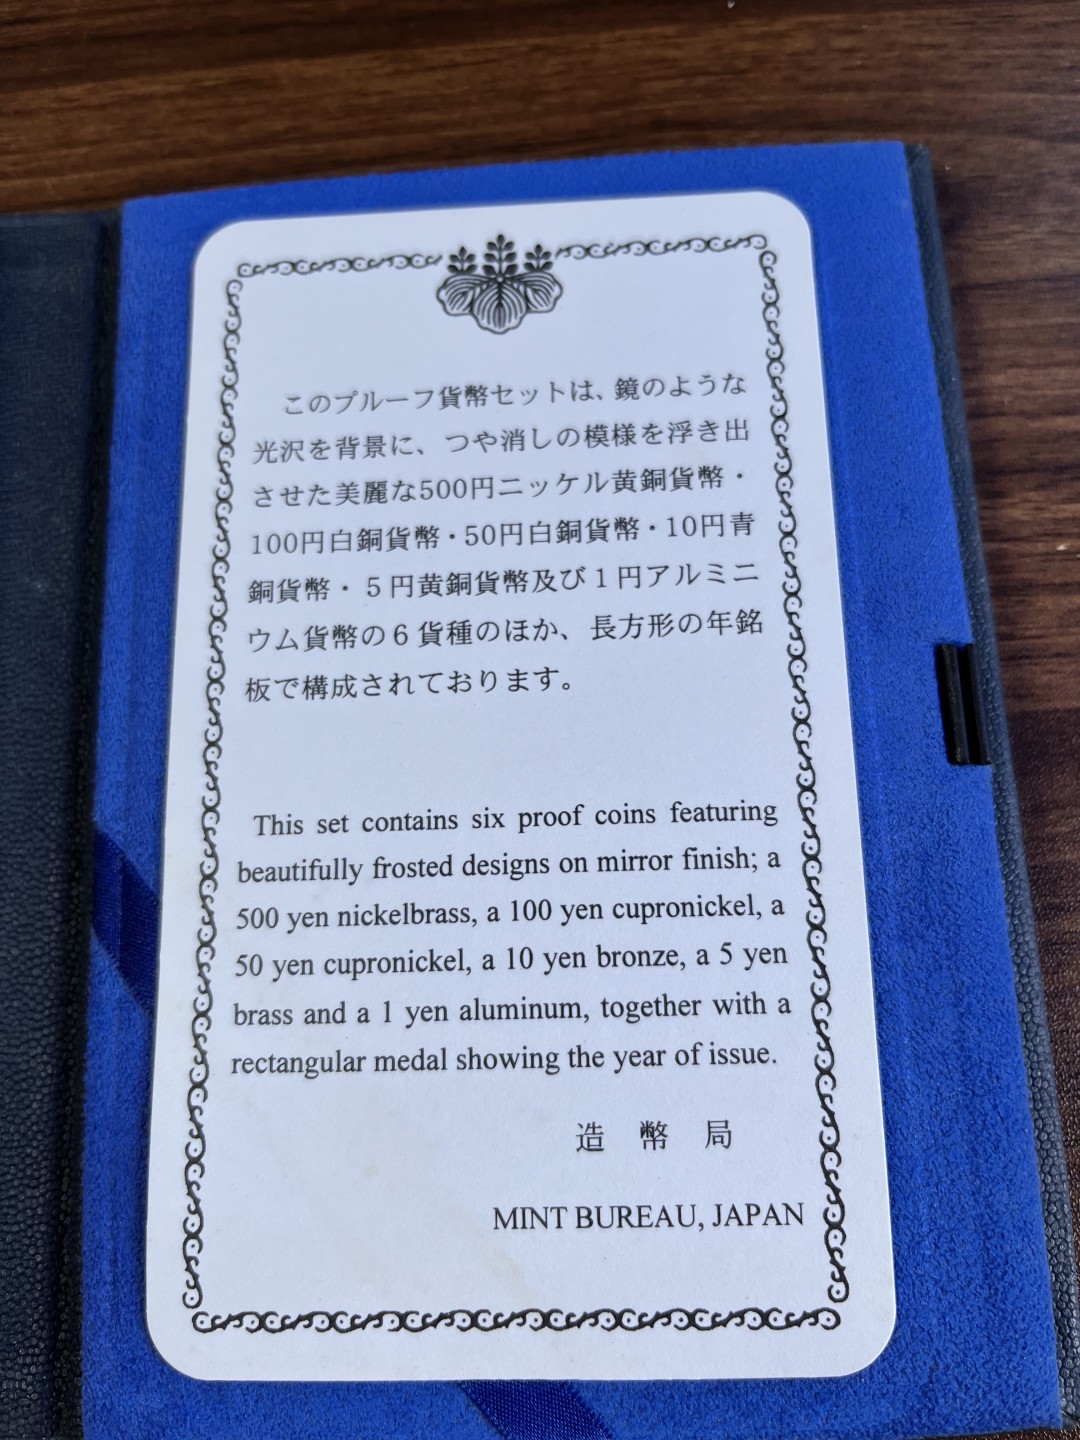 このプルーフ貨幣セットは、鏡のような
光沢を背景に、つや消しの模様を浮き出
させた美麗な500円ニッケル黄銅貨幣・
100円白銅貨幣・50円白銅貨幣・10円青
銅貨幣・5円黄銅貨幣及び1円アルミニ
ウム貨幣の6貨種のほか、長方形の年銘
板で構成されております。
This set contains six proof coins featuring
beautifully frosted designs on mirror finish; a
500 yen nickelbrass, a 100 yen cupronickel, a
50 yen cupronickel, a 10 yen bronze, a 5 yen
brass and a 1 yen aluminum, together with a
rectangular medal showing the year of issue.
造幣局
MINT BUREAU, JAPAN